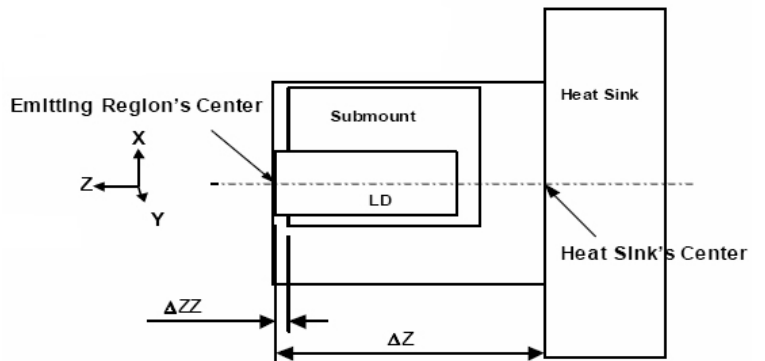 Heat Sink
Emitting Region's Center
Submount
X
Z
Y
LD
Heat Sink's Center
ΔZZ
ΔZ